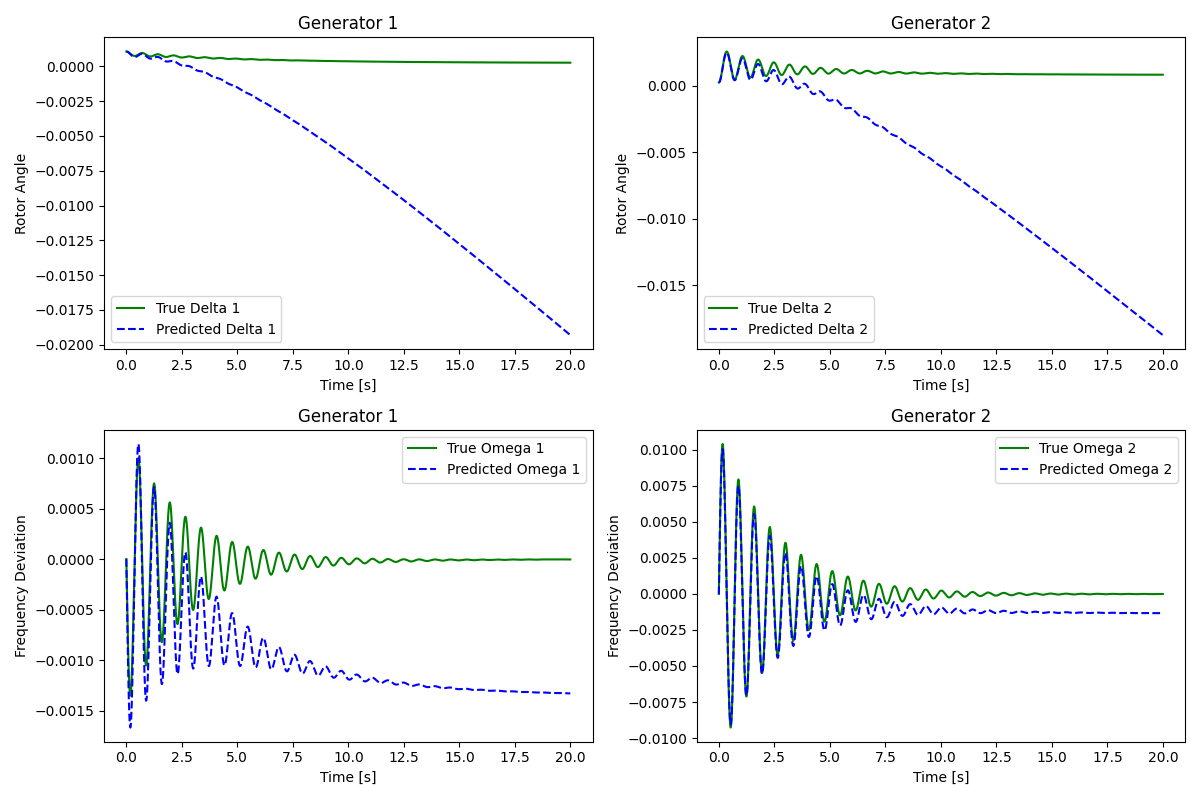 Generator 1
Rotor Angle
0.0000
−0.0025
−0.0050
−0.0075
−0.0100
−0.0125
−0.0150
−0.0175
−0.0200
True Delta 1
Predicted Delta 1
0.0 2.5 5.0 7.5 10.0 12.5 15.0 17.5 20.0
Time [s]
Generator 2
Rotor Angle
0.000
−0.005
−0.010
−0.015
True Delta 2
Predicted Delta 2
0.0 2.5 5.0 7.5 10.0 12.5 15.0 17.5 20.0
Time [s]
Generator 1
Frequency Deviation
0.0010
0.0005
0.0000
−0.0005
−0.0010
−0.0015
True Omega 1
Predicted Omega 1
0.0 2.5 5.0 7.5 10.0 12.5 15.0 17.5 20.0
Time [s]
Generator 2
Frequency Deviation
0.0100
0.0075
0.0050
0.0025
0.0000
−0.0025
−0.0050
−0.0075
−0.0100
True Omega 2
Predicted Omega 2
0.0 2.5 5.0 7.5 10.0 12.5 15.0 17.5 20.0
Time [s]